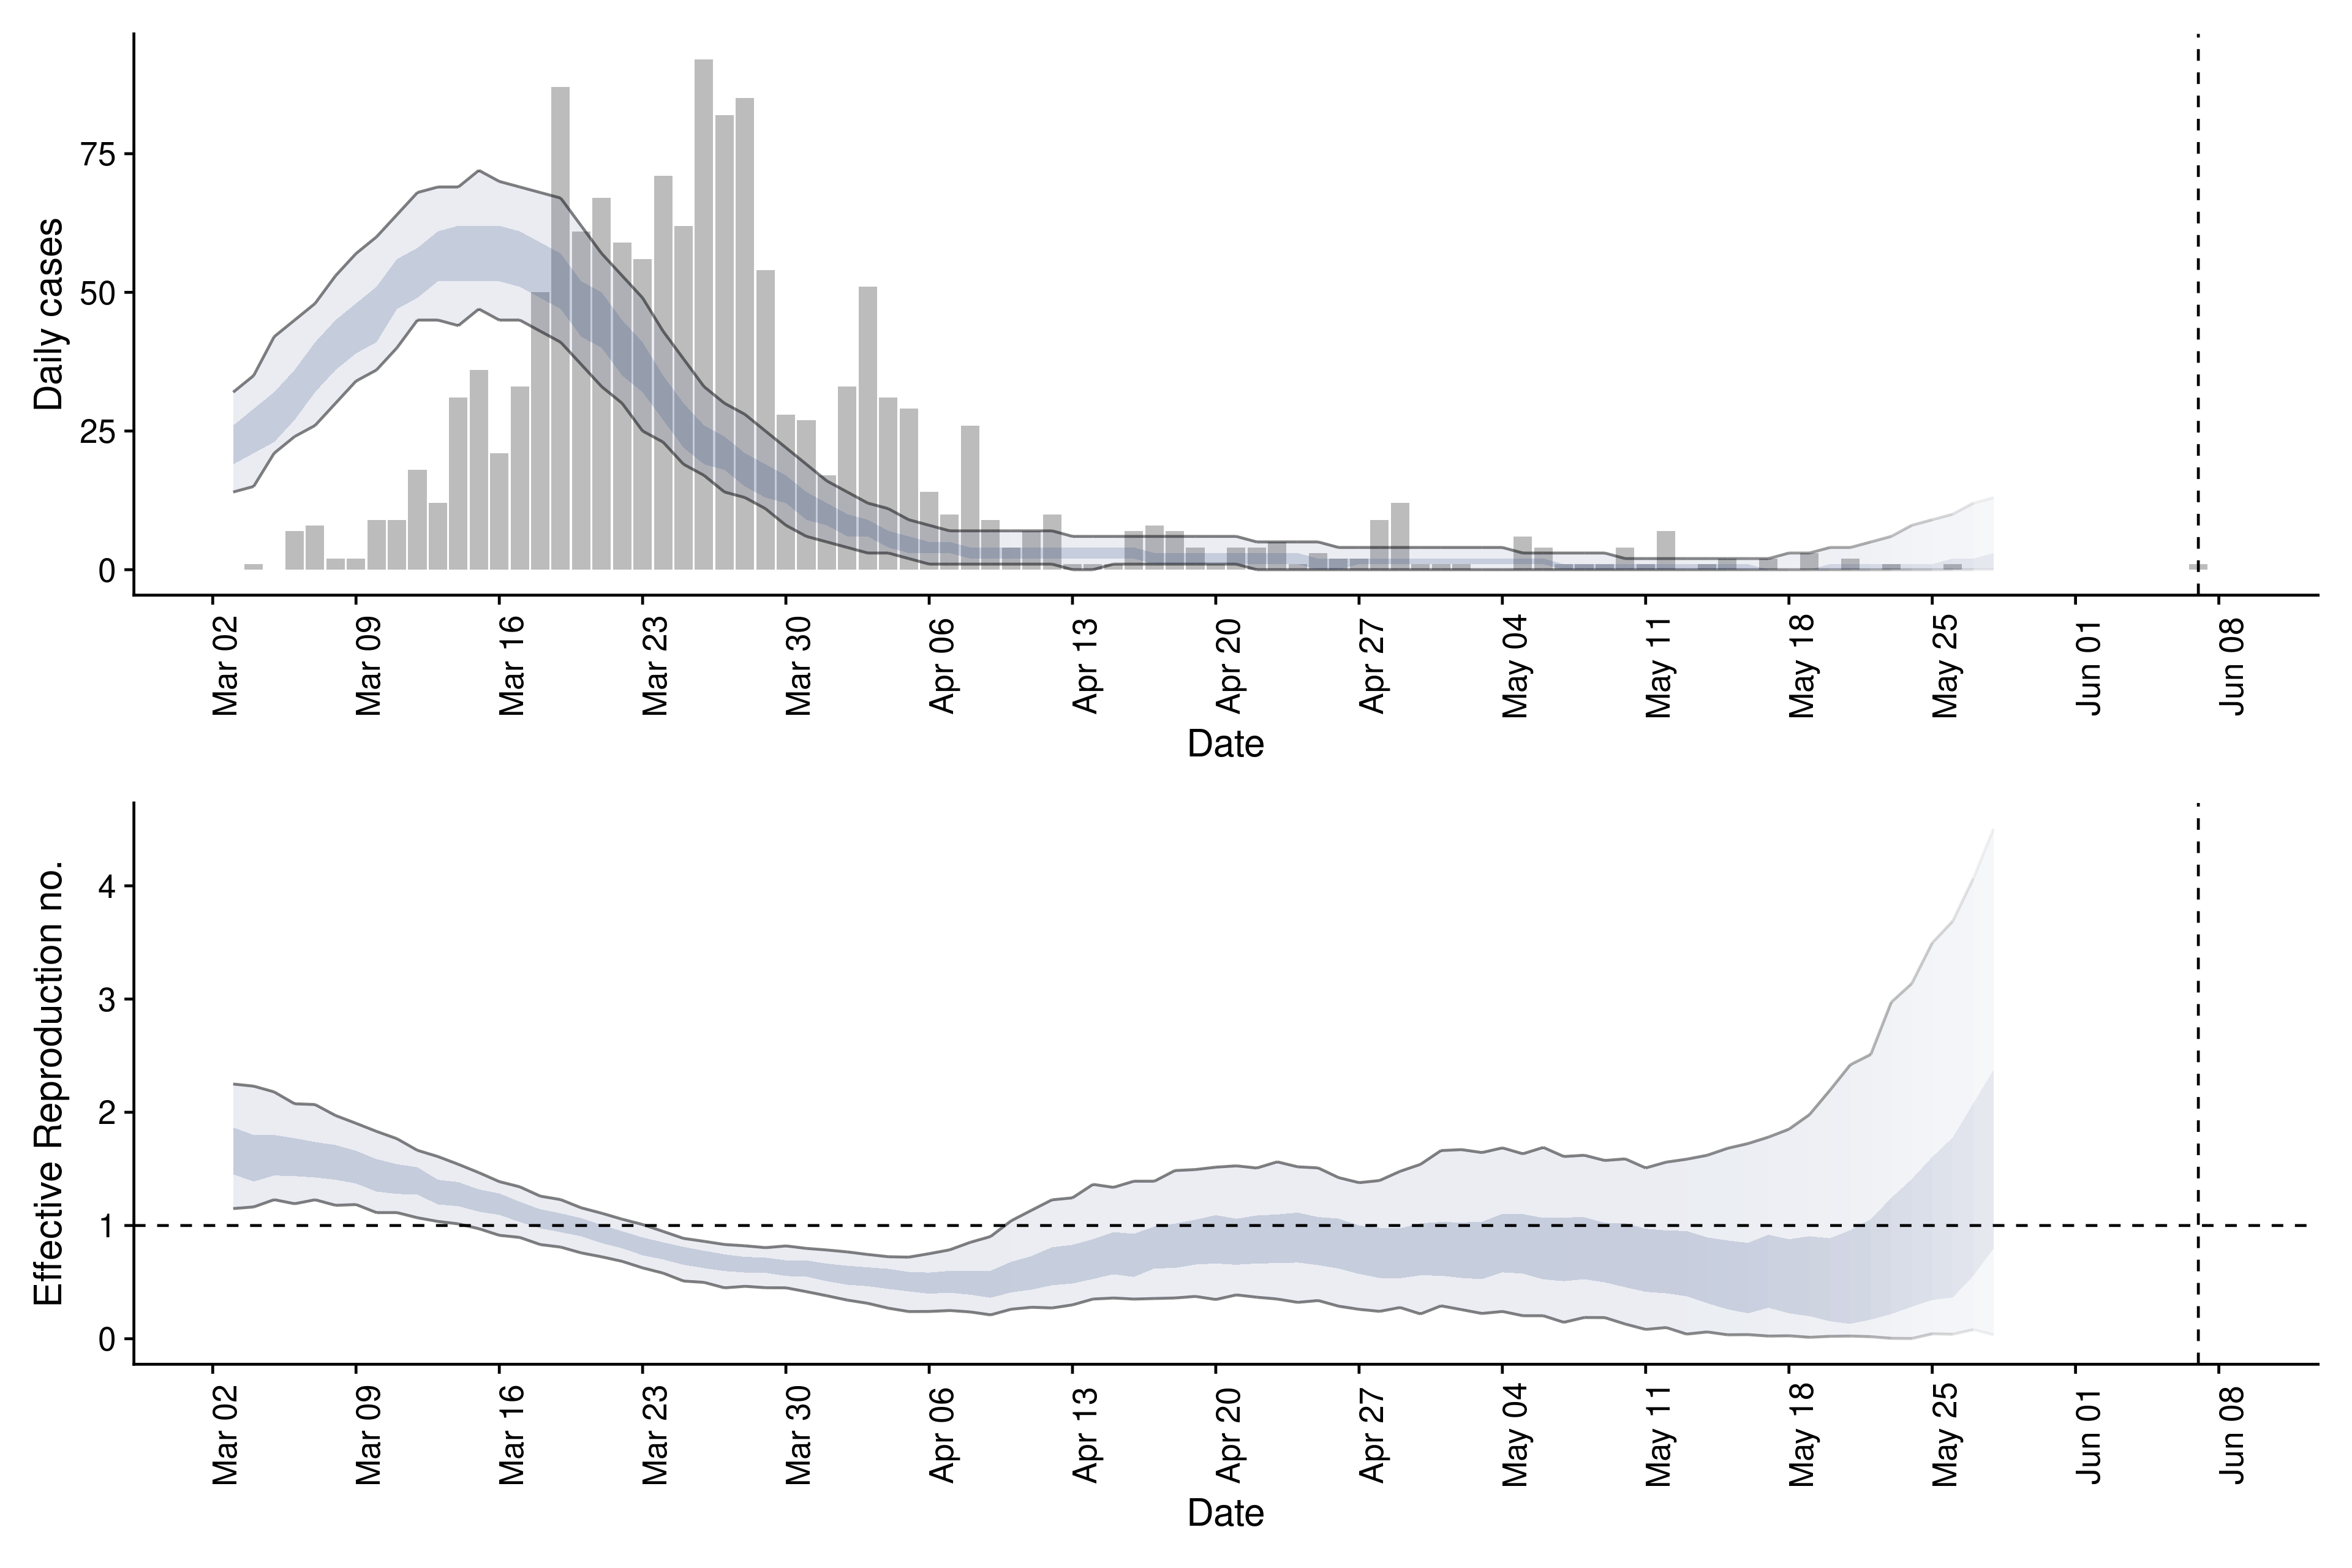 Daily cases
75
50
25
0
Mar 02
Mar 09
Mar 16
Mar 23
Mar 30
Apr 06
Apr 13
Apr 20
Apr 27
May 04
May 11
May 18
May 25
Jun 01
Jun 08
Date
Effective Reproduction no.
4
3
2
1
0
Mar 02
Mar 09
Mar 16
Mar 23
Mar 30
Apr 06
Apr 13
Apr 20
Apr 27
May 04
May 11
May 18
May 25
Jun 01
Jun 08
Date